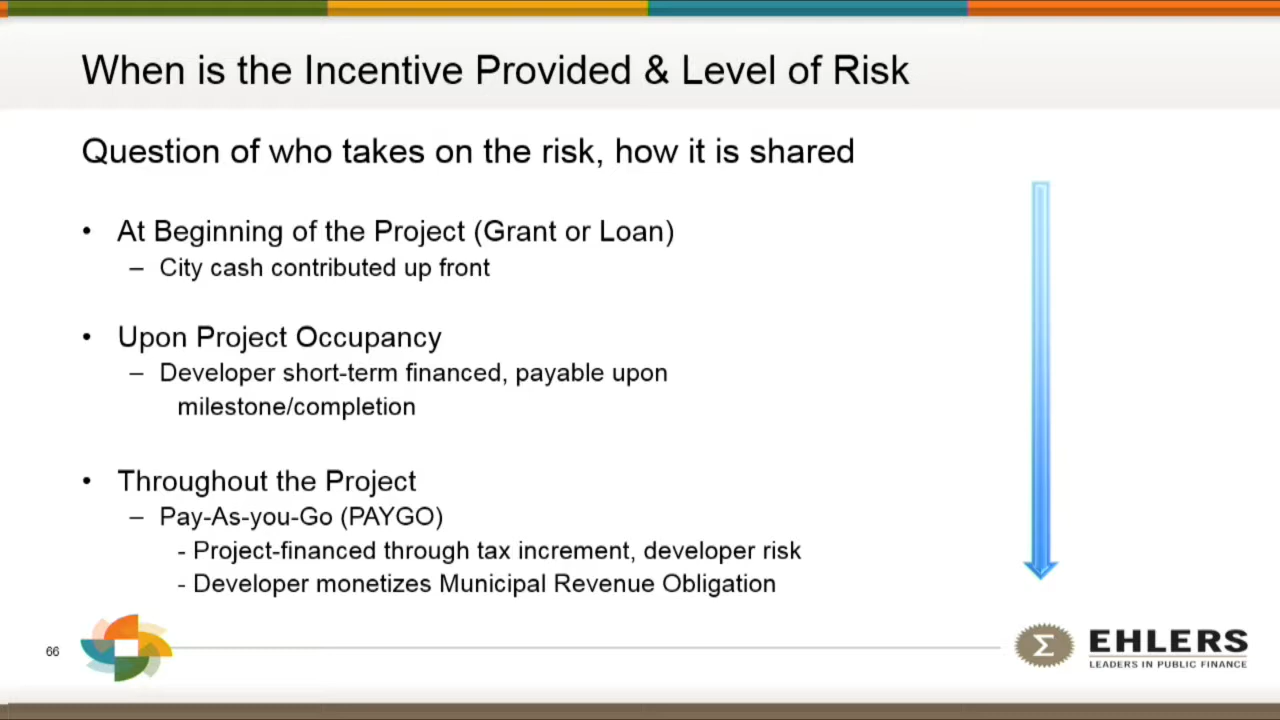 When is the Incentive Provided & Level of Risk
Question of who takes on the risk, how it is shared
• At Beginning of the Project (Grant or Loan)
– City cash contributed up front
• Upon Project Occupancy
– Developer short-term financed, payable upon
milestone/completion
• Throughout the Project
– Pay-As-you-Go (PAYGO)
- Project-financed through tax increment, developer risk
- Developer monetizes Municipal Revenue Obligation
66
Σ EHLERS
LEADERS IN PUBLIC FINANCE